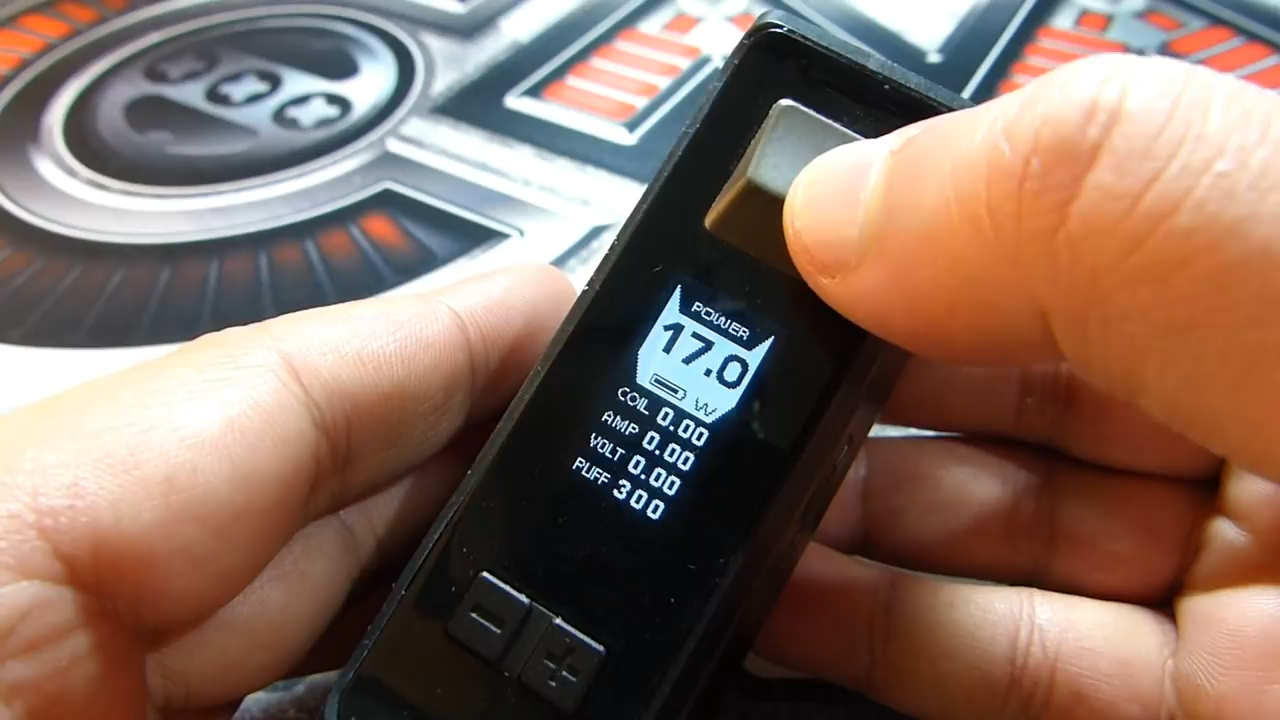 POWER
17.0
W
COIL 0.00
AMP 0.00
VOLT 0.00
PUFF 300
- +